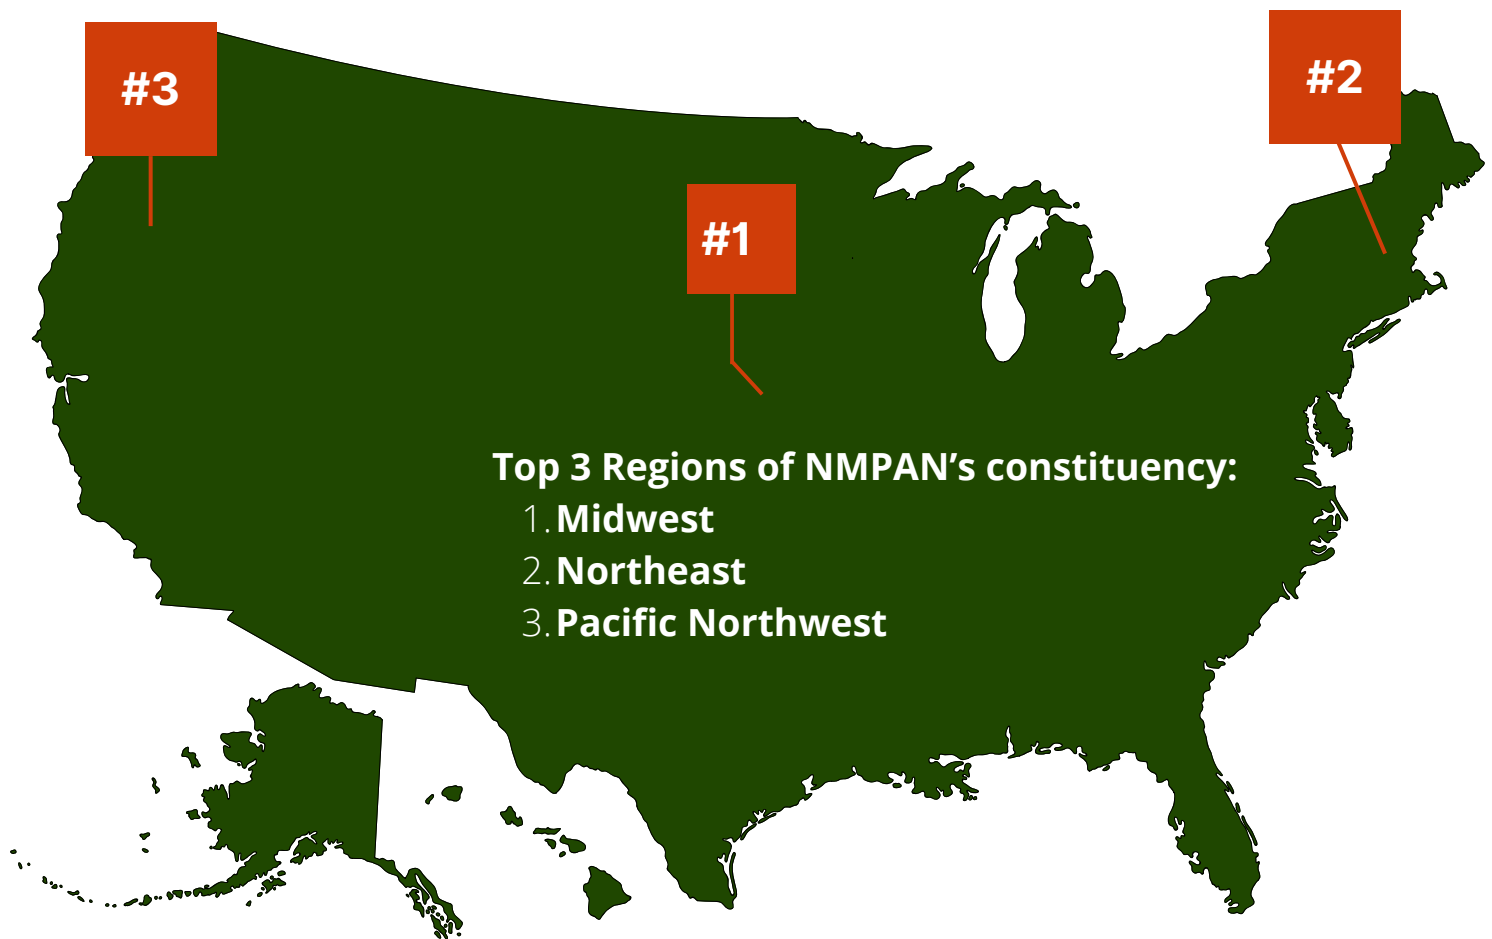 #3
#2
#1
Top 3 Regions of NMPAN’s constituency:
1. Midwest
2. Northeast
3. Pacific Northwest